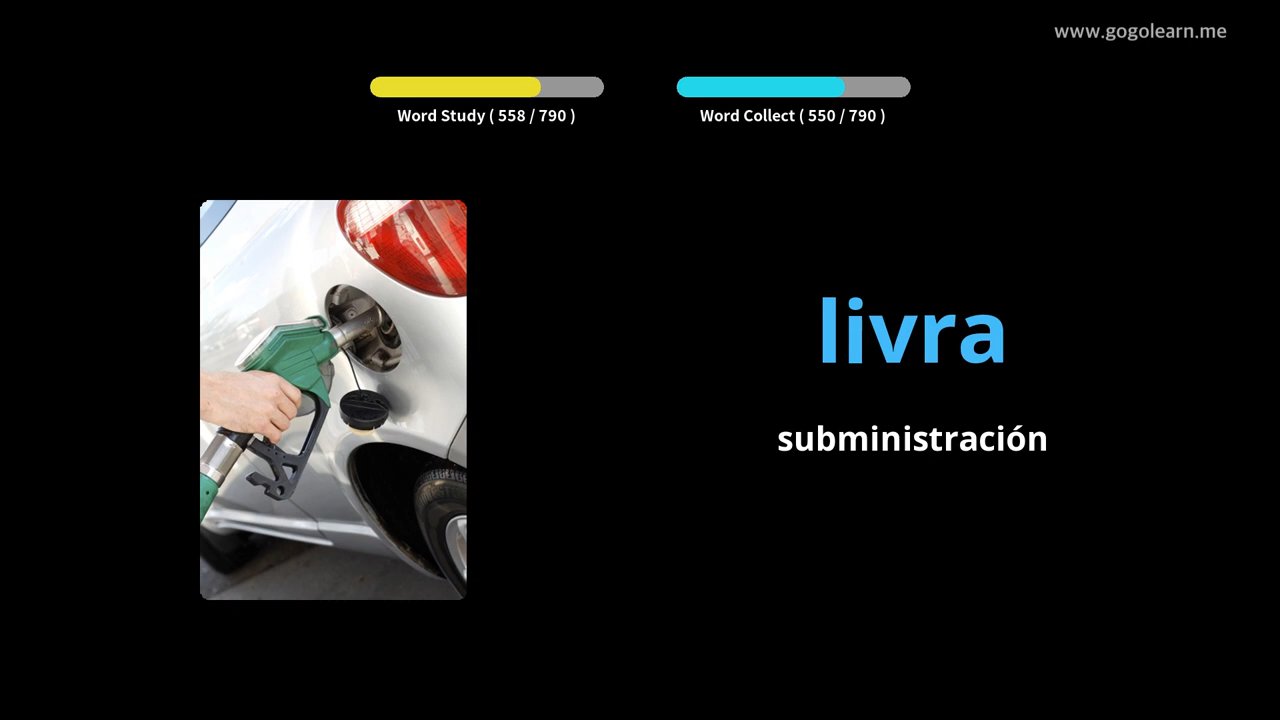 www.gogolearn.me
Word Study ( 558 / 790 )
Word Collect ( 550 / 790 )
livra
subministración